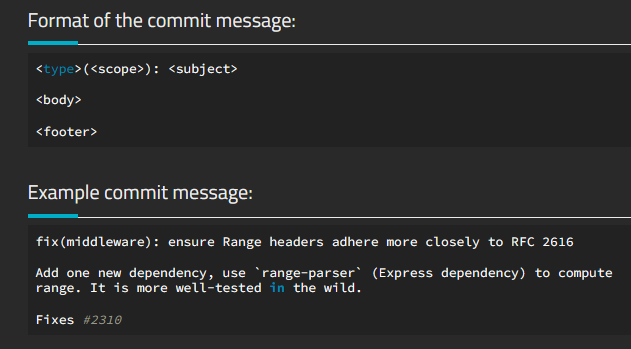 Format of the commit message:
<type>(<scope>): <subject>
<body>
<footer>
Example commit message:
fix(middleware): ensure Range headers adhere more closely to RFC 2616
Add one new dependency, use `range-parser` (Express dependency) to compute
range. It is more well-tested in the wild.
Fixes #2310